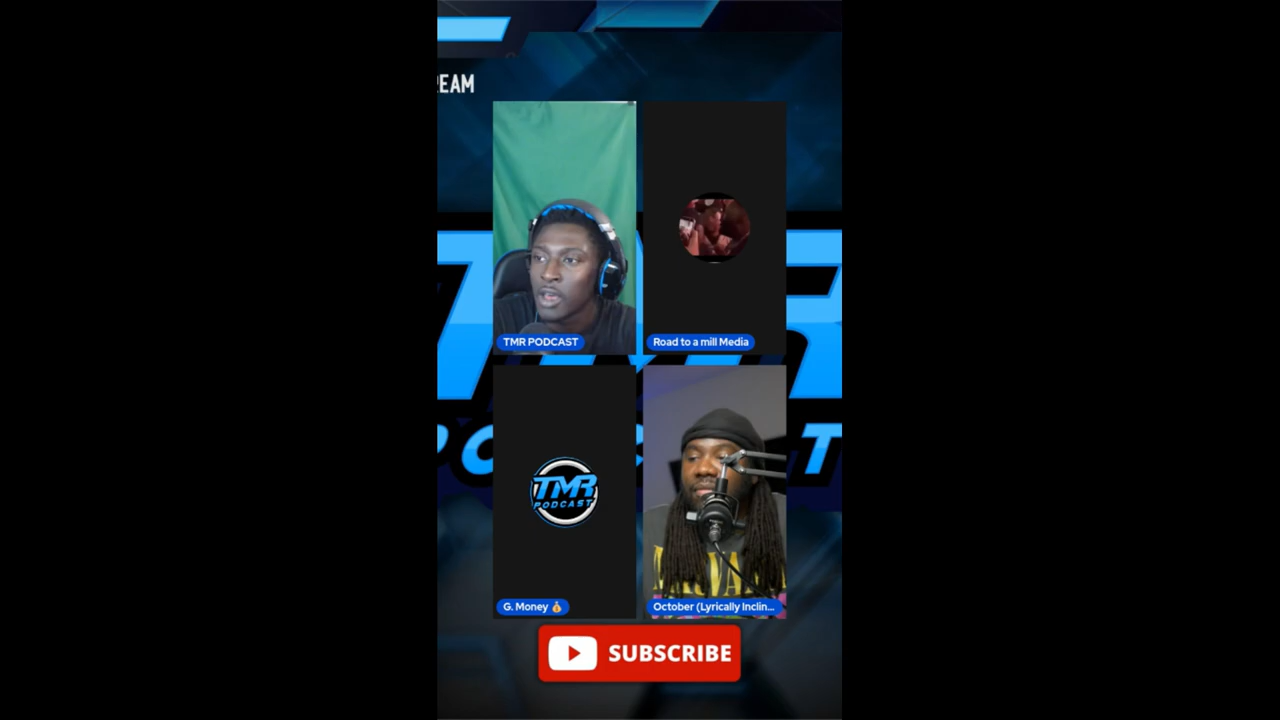 EAM
TMR PODCAST
Road to a mill Media
TMR
PODCAST
G. Money 💰
October (Lyrically Inclin...
SUBSCRIBE